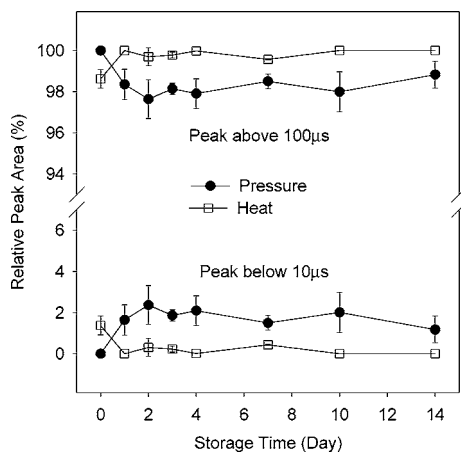 100
98
96
94
Peak above 100µs
Pressure
Heat
6
4
2
0
Peak below 10µs
0 2 4 6 8 10 12 14
Storage Time (Day)
Relative Peak Area (%)